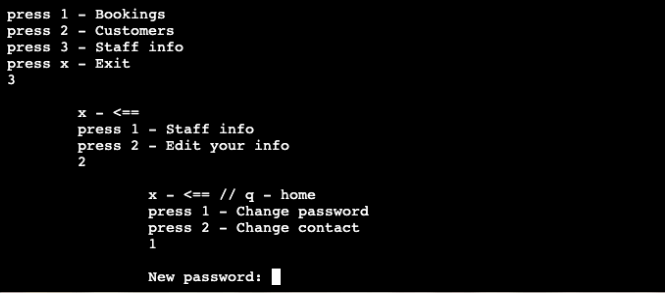 press 1 - Bookings
press 2 - Customers
press 3 - Staff info
press x - Exit
3
x - <==
press 1 - Staff info
press 2 - Edit your info
2
x - <== // q - home
press 1 - Change password
press 2 - Change contact
1
New password: